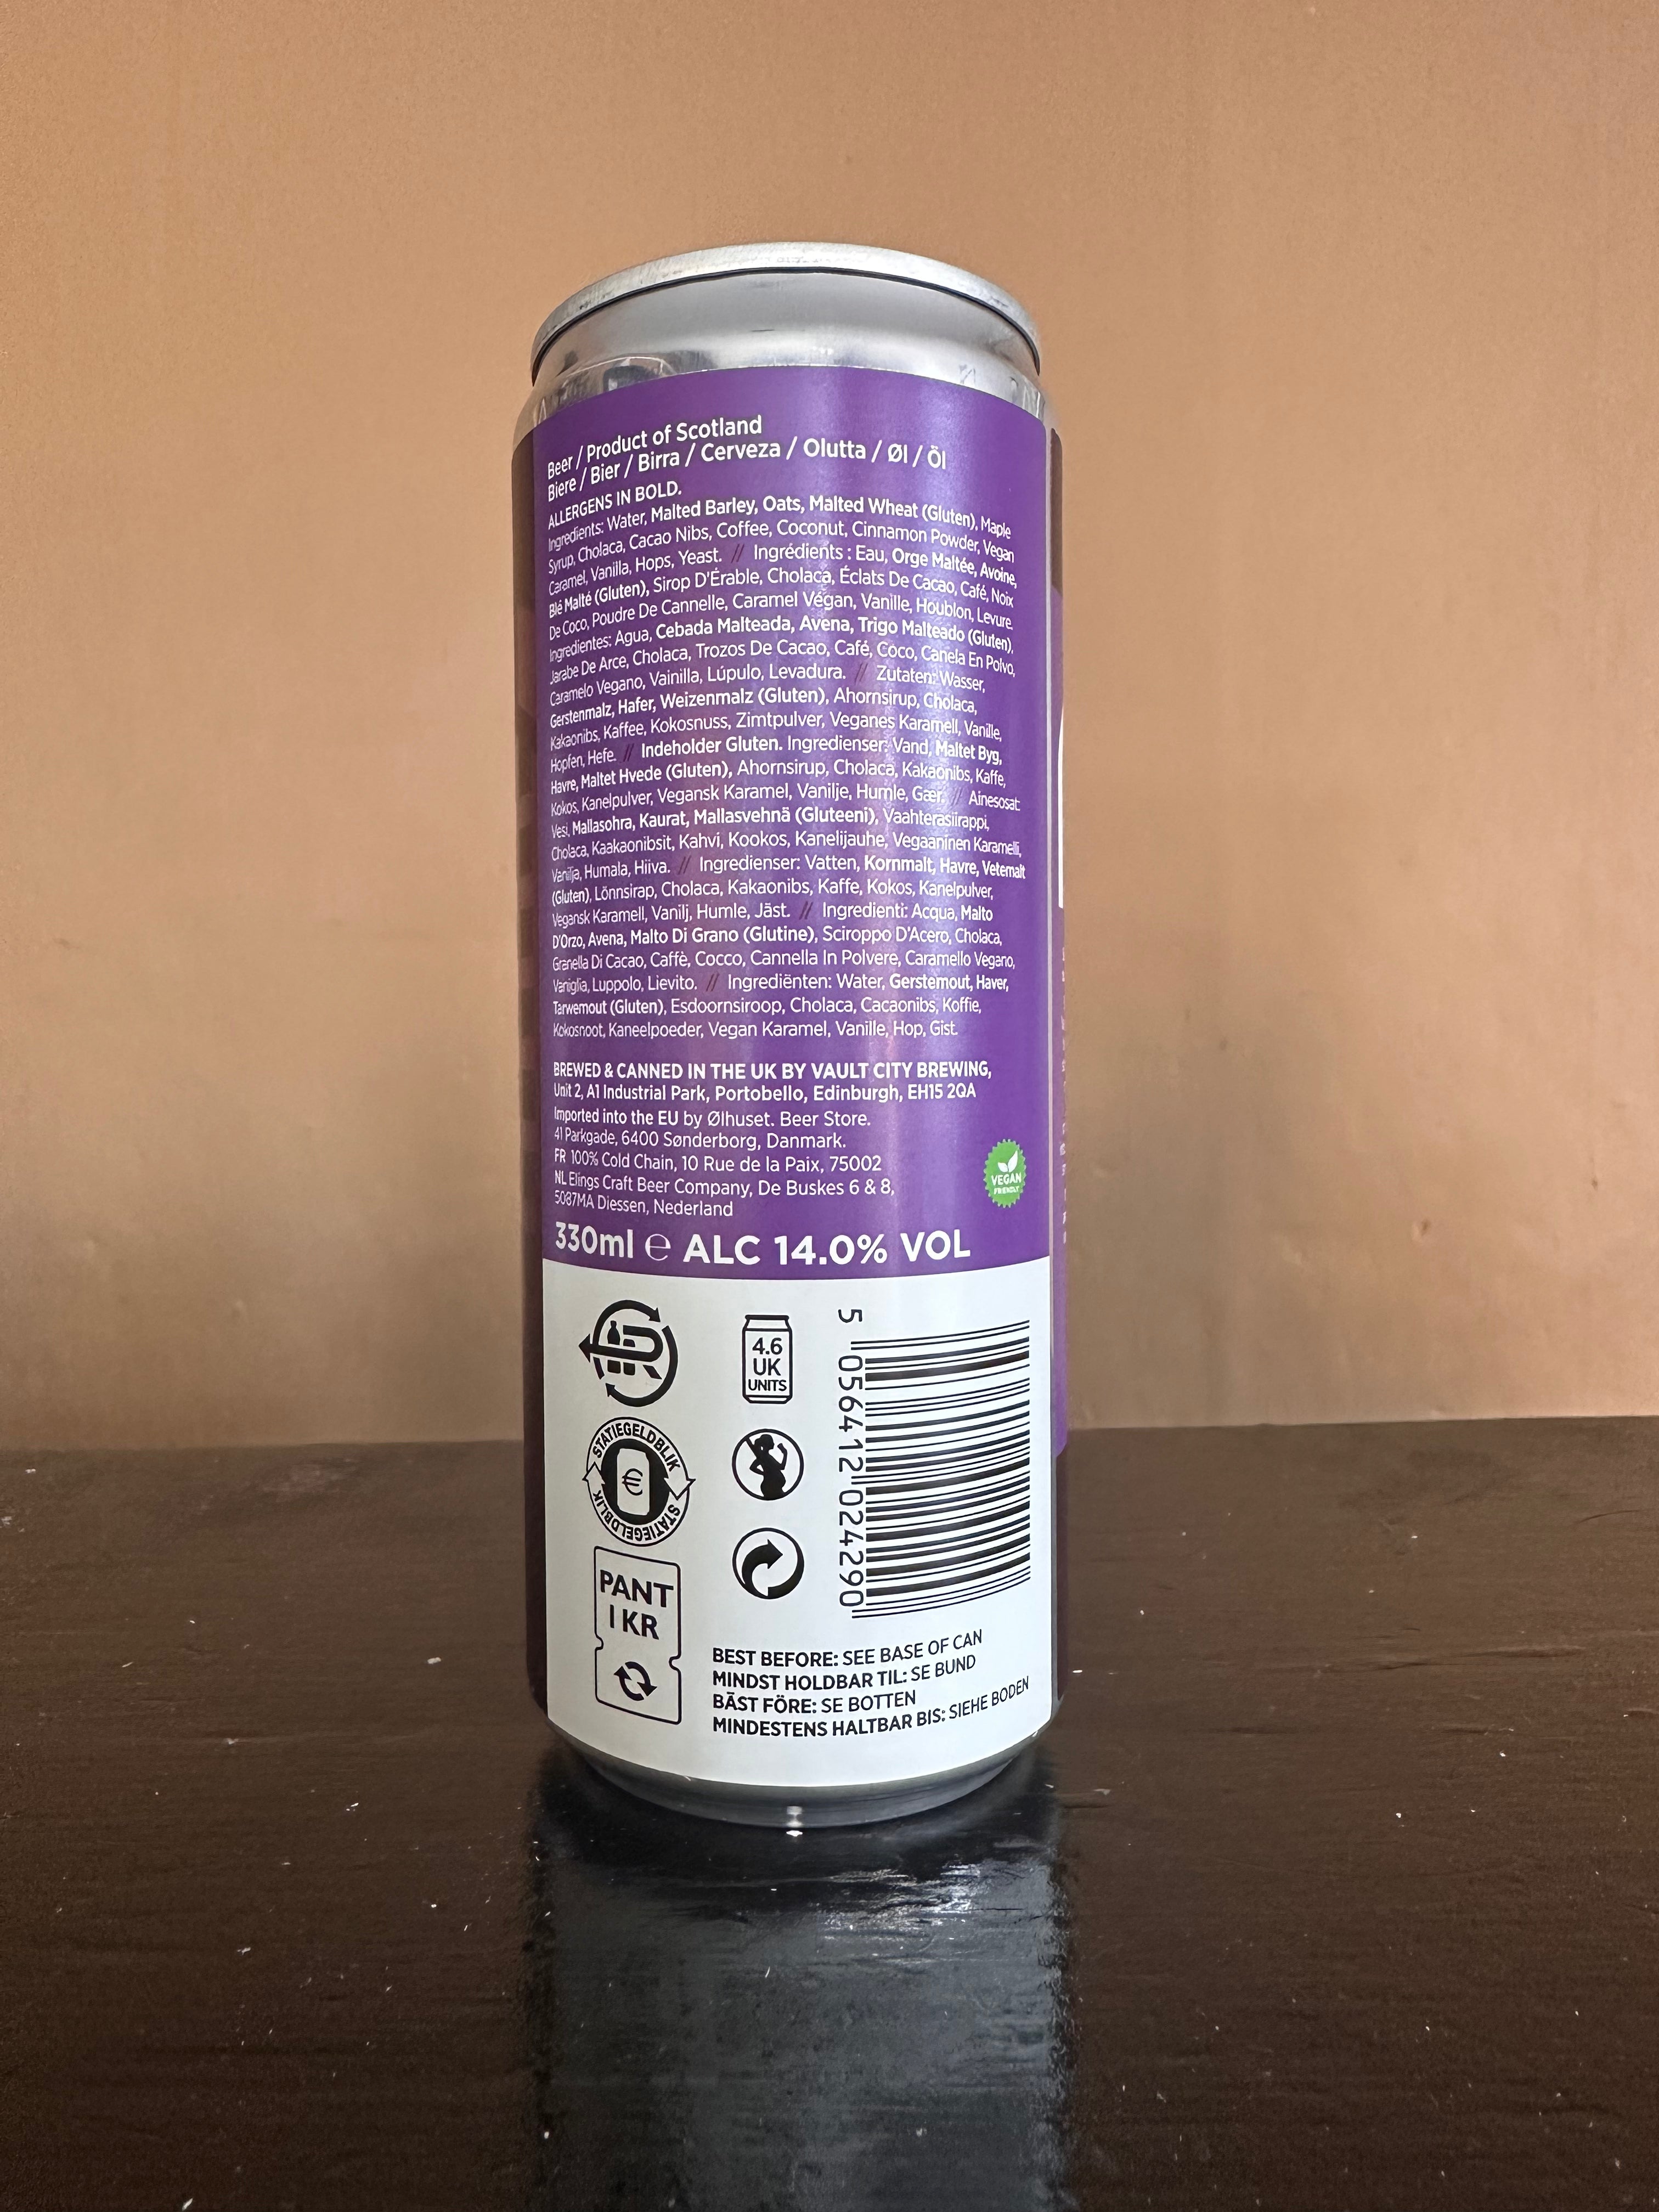 Beer / Product of Scotland
Biere / Bier / Birra / Cerveza / Olutta / Øl / Öl
ALLERGENS IN BOLD.
Ingredients: Water, Malted Barley, Oats, Malted Wheat (Gluten), Maple
Syrup, Cholaca, Cacao Nibs, Coffee, Coconut, Cinnamon Powder, Vegan
Caramel, Vanilla, Hops, Yeast. // Ingrédients : Eau, Orge Maltée, Avoine,
Blé Malté (Gluten), Sirop D'Érable, Cholaca, Éclats De Cacao, Café, Noix
De Coco, Poudre De Cannelle, Caramel Végan, Vanille, Houblon, Levure.
Ingredientes: Agua, Cebada Malteada, Avena, Trigo Malteado (Gluten),
Jarabe De Arce, Cholaca, Trozos De Cacao, Café, Coco, Canela En Polvo,
Caramelo Vegano, Vainilla, Lúpulo, Levadura. // Zutaten: Wasser,
Gerstenmalz, Hafer, Weizenmalz (Gluten), Ahornsirup, Cholaca,
Kakaonibs, Kaffee, Kokosnuss, Zimtpulver, Veganes Karamell, Vanille,
Hopfen, Hefe. // Indeholder Gluten. Ingredienser: Vand, Maltet Byg,
Havre, Maltet Hvede (Gluten), Ahornsirup, Cholaca, Kakaonibs, Kaffe,
Kokos, Kanelpulver, Vegansk Karamel, Vanilje, Humle, Gær. // Ainesosat:
Vesi, Mallasohra, Kaurat, Mallasvehnä (Gluteeni), Vaahterasiirappi,
Cholaca, Kaakaonibsit, Kahvi, Kookos, Kanelijauhe, Vegaaninen Karamelli,
Vanilja, Humala, Hiiva. // Ingredienser: Vatten, Kornmalt, Havre, Vetemalt
(Gluten), Lönnsirap, Cholaca, Kakaonibs, Kaffe, Kokos, Kanelpulver,
Vegansk Karamell, Vanilj, Humle, Jäst. // Ingredienti: Acqua, Malto
D'Orzo, Avena, Malto Di Grano (Glutine), Sciroppo D'Acero, Cholaca,
Granella Di Cacao, Caffè, Cocco, Cannella In Polvere, Caramello Vegano,
Vaniglia, Luppolo, Lievito. // Ingrediënten: Water, Gerstemout, Haver,
Tarwemout (Gluten), Esdoornsiroop, Cholaca, Cacaonibs, Koffie,
Kokosnoot, Kaneelpoeder, Vegan Karamel, Vanille, Hop, Gist.
BREWED & CANNED IN THE UK BY VAULT CITY BREWING,
Unit 2, A1 Industrial Park, Portobello, Edinburgh, EH15 2QA
Imported into the EU by Ølhuset. Beer Store.
41 Parkgade, 6400 Sønderborg, Danmark.
FR 100% Cold Chain, 10 Rue de la Paix, 75002
NL Elings Craft Beer Company, De Buskes 6 & 8,
5087MA Diessen, Nederland
VEGAN
FRIENDLY
330ml ℮ ALC 14.0% VOL
4.6
UK
UNITS
5 056412 024290
STATIEGELDBLIK
€
STATIEGELDBLIK
PANT
1 KR
BEST BEFORE: SEE BASE OF CAN
MINDST HOLDBAR TIL: SE BUND
BÄST FÖRE: SE BOTTEN
MINDESTENS HALTBAR BIS: SIEHE BODEN